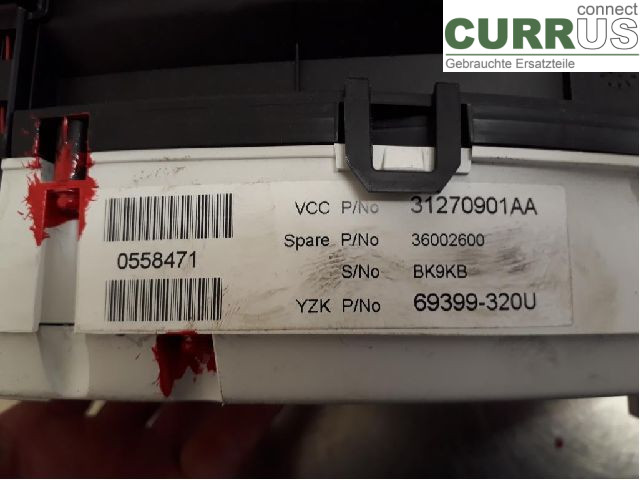 connect
CURRUS
Gebrauchte Ersatzteile
VCC P/No 31270901AA
Spare P/No 36002600
0558471
S/No BK9KB
YZK P/No 69399-320U